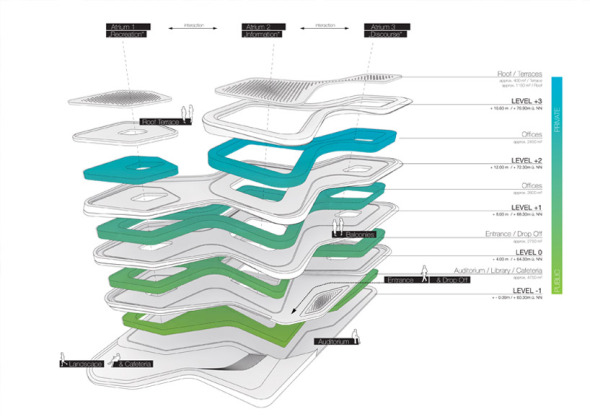 Atrium 1
„Recreation"
Interaction
Atrium 2
„Information"
Interaction
Atrium 3
„Discourse"
Roof / Terraces
LEVEL +3
Roof Terrace
Offices
LEVEL +2
Offices
LEVEL +1
Balconies
Entrance / Drop Off
LEVEL 0
Auditorium / Library / Cafeteria
Entrance & Drop Off
LEVEL -1
Auditorium
Landscape & Cafeteria
PRIVATE
PUBLIC